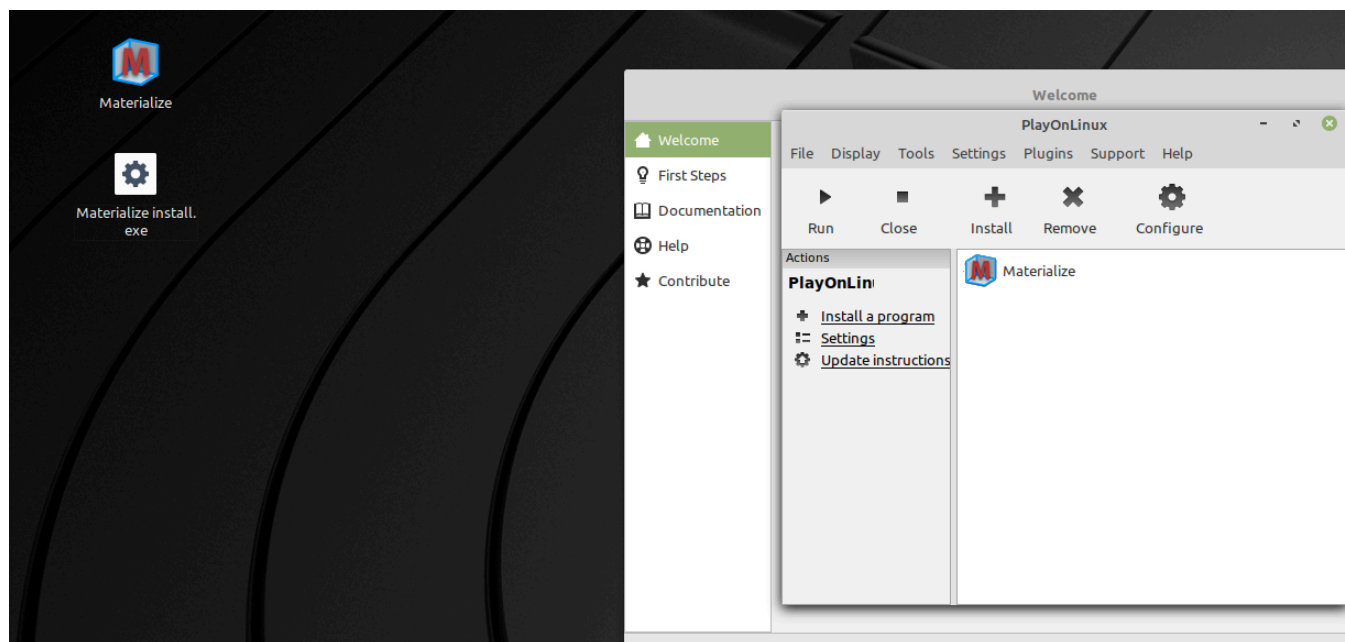 Materialize
Materialize install.
exe
Welcome
Welcome
First Steps
Documentation
Help
Contribute
PlayOnLinux
File Display Tools Settings Plugins Support Help
Run Close Install Remove Configure
Actions
PlayOnLin
Install a program
Settings
Update instructions
M Materialize